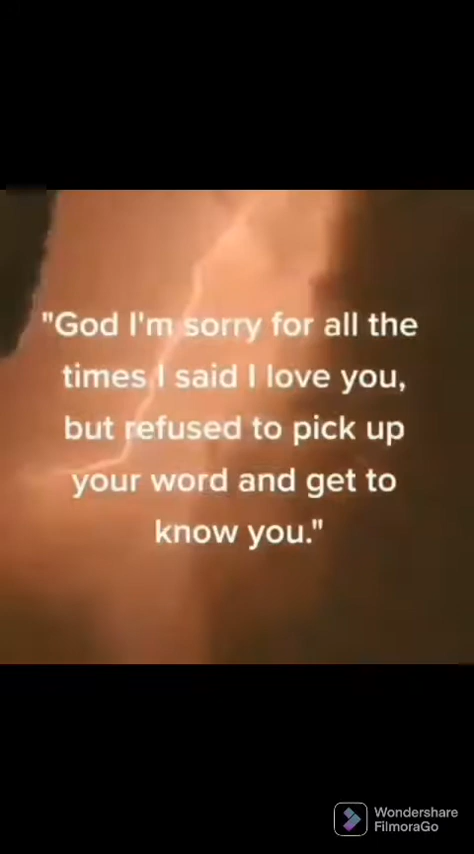 "God I'm sorry for all the
times I said I love you,
but refused to pick up
your word and get to
know you."
Wondershare
FilmoraGo